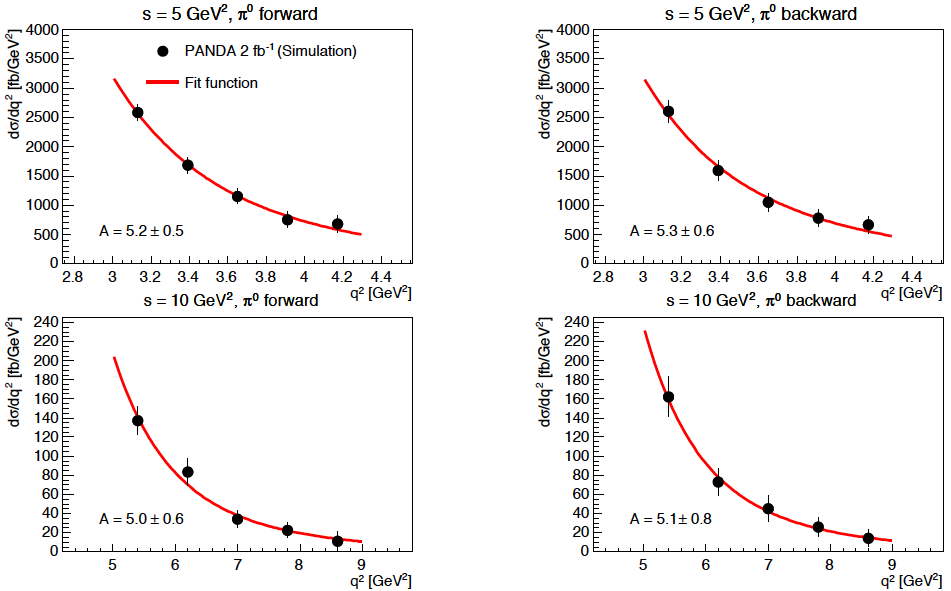 s = 5 GeV², π⁰ forward
dσ/dq² [fb/GeV²]
4000
3500
3000
2500
2000
1500
1000
500
0
PANDA 2 fb⁻¹ (Simulation)
Fit function
A = 5.2 ± 0.5
2.8 3 3.2 3.4 3.6 3.8 4 4.2 4.4
q² [GeV²]
s = 5 GeV², π⁰ backward
dσ/dq² [fb/GeV²]
4000
3500
3000
2500
2000
1500
1000
500
0
A = 5.3 ± 0.6
2.8 3 3.2 3.4 3.6 3.8 4 4.2 4.4
q² [GeV²]
s = 10 GeV², π⁰ forward
dσ/dq² [fb/GeV²]
240
220
200
180
160
140
120
100
80
60
40
20
0
A = 5.0 ± 0.6
5 6 7 8 9
q² [GeV²]
s = 10 GeV², π⁰ backward
dσ/dq² [fb/GeV²]
240
220
200
180
160
140
120
100
80
60
40
20
0
A = 5.1 ± 0.8
5 6 7 8 9
q² [GeV²]